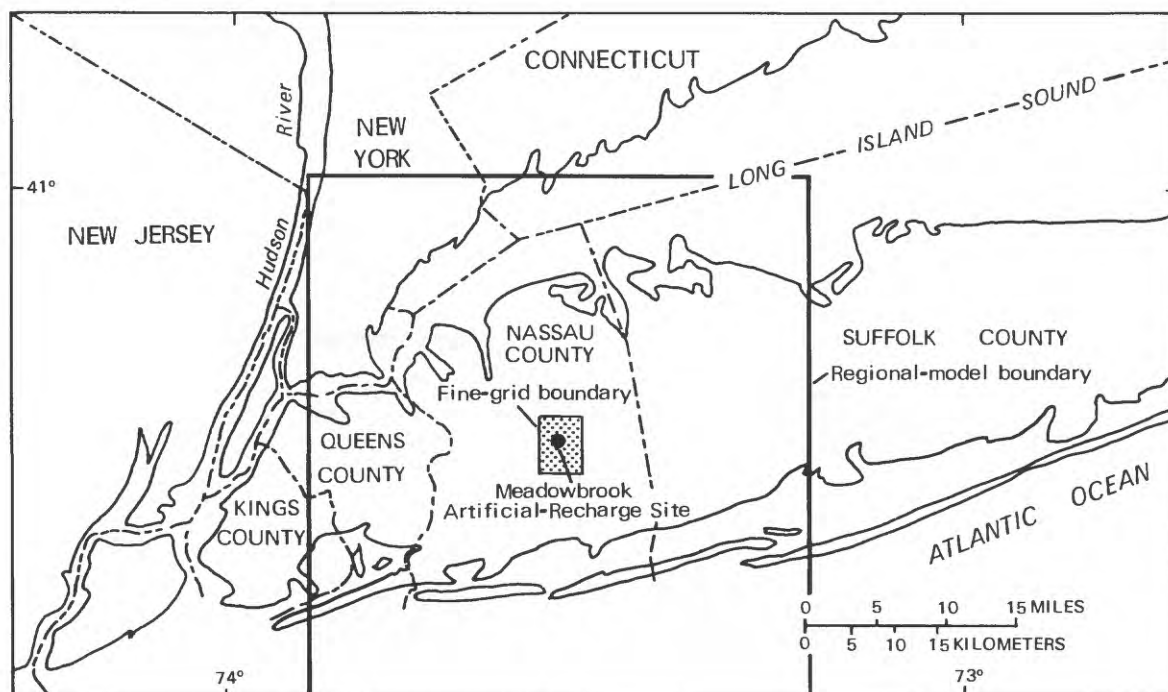 CONNECTICUT
River
NEW
YORK
LONG ISLAND SOUND
41°
NEW JERSEY
Hudson
NASSAU
COUNTY
SUFFOLK COUNTY
Fine-grid boundary
Regional-model boundary
QUEENS
COUNTY
Meadowbrook
Artificial-Recharge Site
KINGS
COUNTY
ATLANTIC OCEAN
0 5 10 15 MILES
0 5 10 15 KILOMETERS
74°
73°